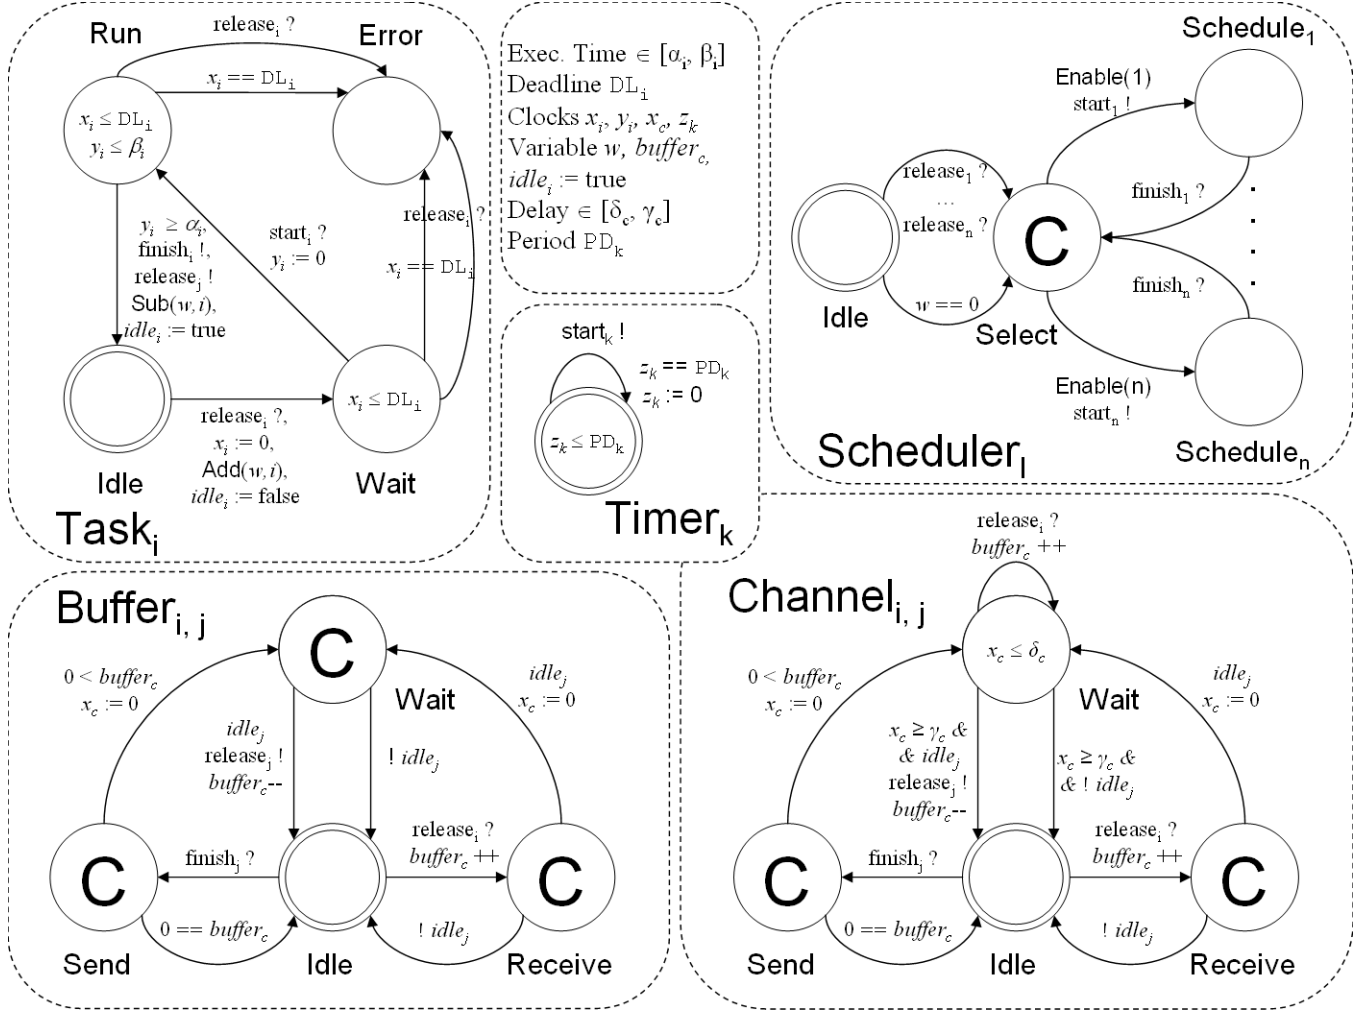 Run
release_i ?
Error
x_i == DL_i
x_i ≤ DL_i
y_i ≤ β_i
y_i ≥ α_i,
finish_i !,
release_j !
Sub(w,i),
idle_i := true
start_i ?
y_i := 0
release_i ?
x_i == DL_i
x_i ≤ DL_i
release_i ?,
x_i := 0,
Add(w,i),
idle_i := false
Idle
Wait
Task_i
Exec. Time ∈ [α_i, β_i]
Deadline DL_i
Clocks x_i, y_i, x_c, z_k
Variable w, buffer_c,
idle_i := true
Delay ∈ [δ_c, γ_c]
Period PD_k
start_k !
z_k == PD_k
z_k := 0
z_k ≤ PD_k
Timer_k
Schedule_1
Enable(1)
start_1 !
release_1 ?
...
release_n ?
finish_1 ?
C
finish_n ?
w == 0
Idle
Select
Enable(n)
start_n !
Scheduler_l
Schedule_n
Buffer_i, j
C
0 < buffer_c
x_c := 0
idle_j
x_c := 0
Wait
idle_j
release_j !
buffer_c--
! idle_j
release_i ?
buffer_c ++
C
finish_j ?
C
0 == buffer_c
! idle_j
Send
Idle
Receive
release_i ?
buffer_c ++
Channel_i, j
x_c ≤ δ_c
0 < buffer_c
x_c := 0
idle_j
x_c := 0
Wait
x_c ≥ γ_c &
& idle_j
release_j !
buffer_c--
x_c ≥ γ_c &
& ! idle_j
release_i ?
buffer_c ++
C
finish_j ?
C
0 == buffer_c
! idle_j
Send
Idle
Receive